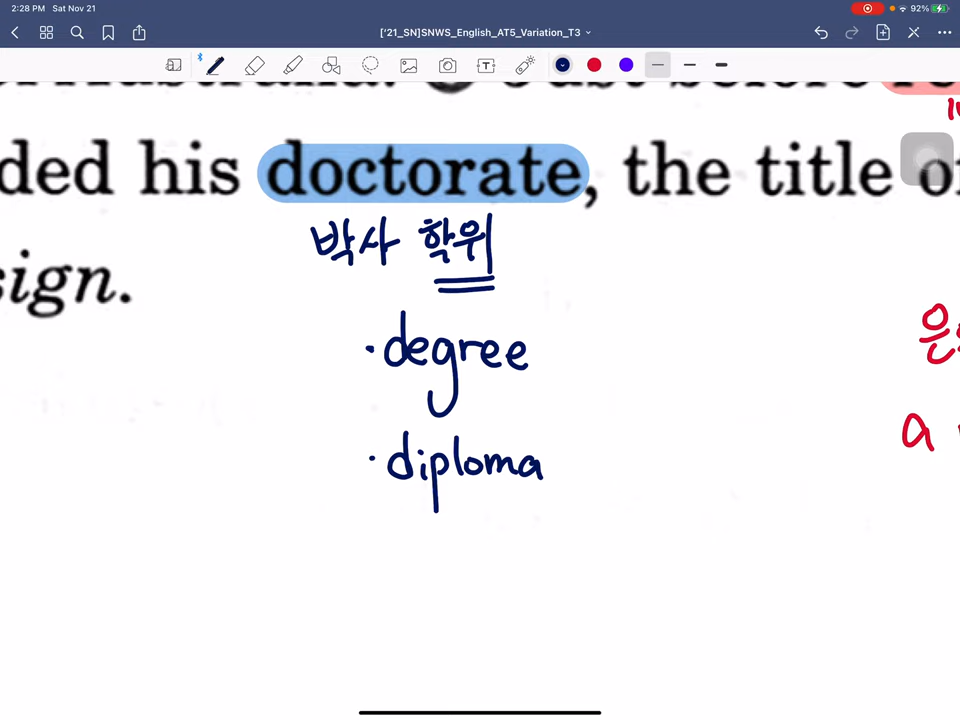 2:28 PM Sat Nov 21
92%
['21_SN]SNWS_English_AT5_Variation_T3
ded his doctorate, the title
박사 학위
sign.
·degree
·diploma
a